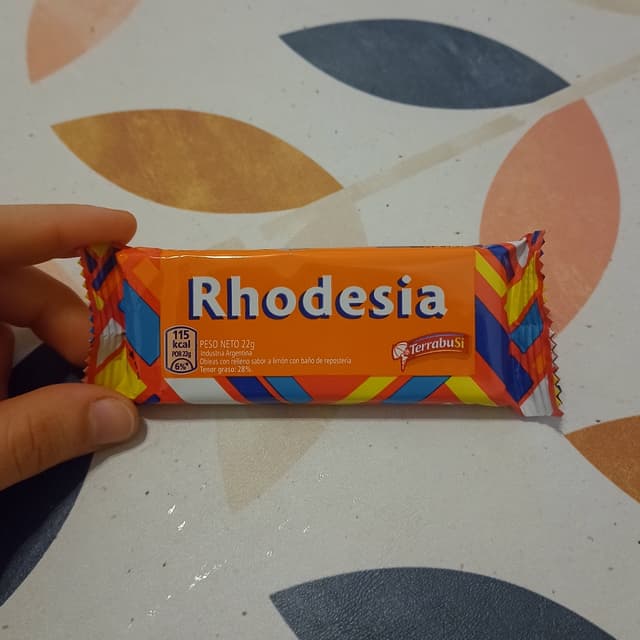 Rhodesia
115
kcal
POR 22g
6%*
PESO NETO 22g
Industria Argentina
Obleas con relleno sabor a limón con baño de repostería
Tenor graso: 28%
TerrabuSi